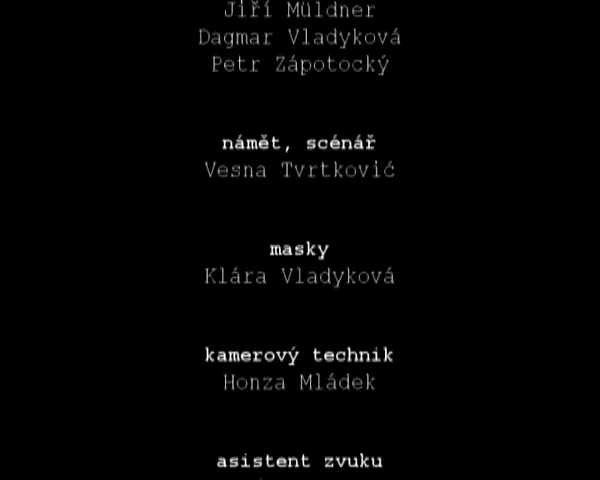 Jiří Müldner
Dagmar Vladyková
Petr Zápotocký
námět, scénář
Vesna Tvrtković
masky
Klára Vladyková
kamerový technik
Honza Mládek
asistent zvuku